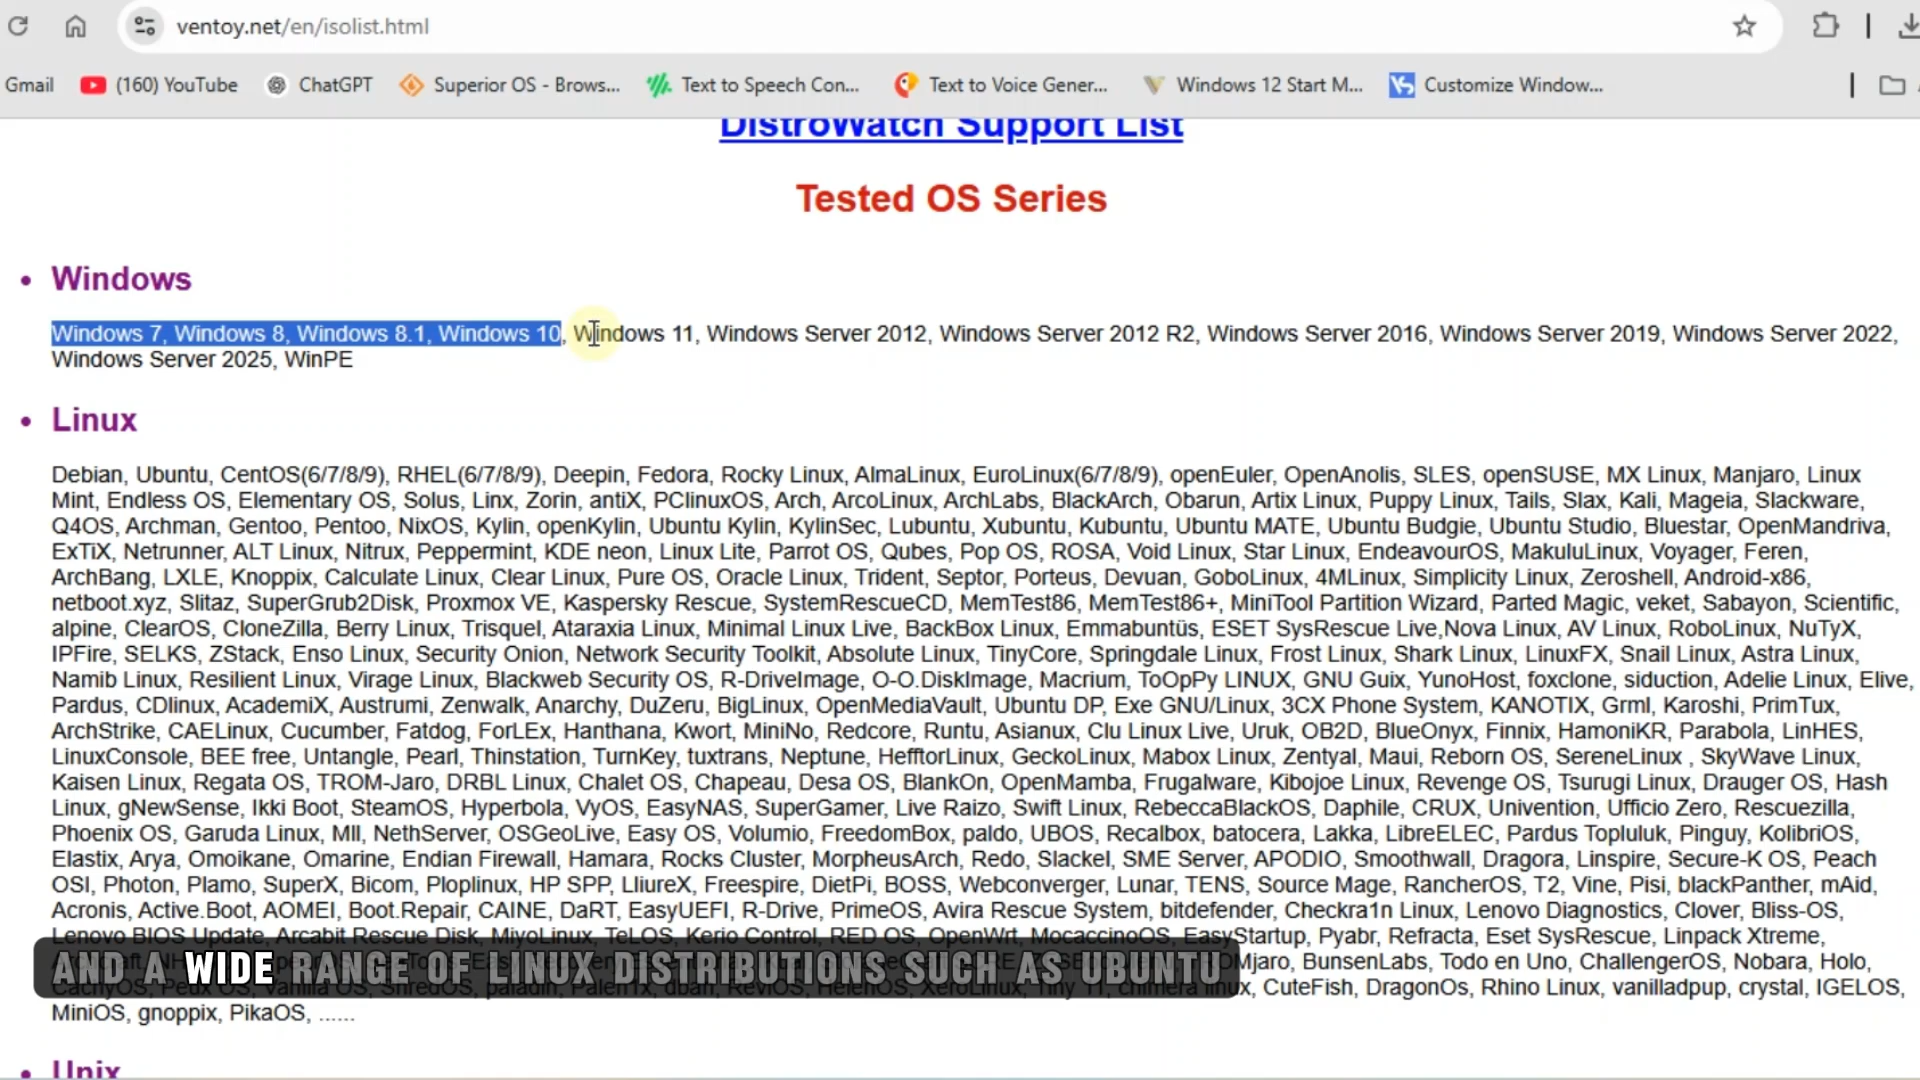 ventoy.net/en/isolist.html
Gmail (160) YouTube ChatGPT Superior OS - Brows... Text to Speech Con... Text to Voice Gener... Windows 12 Start M... Customize Window...
DistroWatch Support List
Tested OS Series
Windows
Windows 7, Windows 8, Windows 8.1, Windows 10, Windows 11, Windows Server 2012, Windows Server 2012 R2, Windows Server 2016, Windows Server 2019, Windows Server 2022,
Windows Server 2025, WinPE
Linux
Debian, Ubuntu, CentOS(6/7/8/9), RHEL(6/7/8/9), Deepin, Fedora, Rocky Linux, AlmaLinux, EuroLinux(6/7/8/9), openEuler, OpenAnolis, SLES, openSUSE, MX Linux, Manjaro, Linux
Mint, Endless OS, Elementary OS, Solus, Linx, Zorin, antiX, PClinuxOS, Arch, ArcoLinux, ArchLabs, BlackArch, Obarun, Artix Linux, Puppy Linux, Tails, Slax, Kali, Mageia, Slackware,
Q4OS, Archman, Gentoo, Pentoo, NixOS, Kylin, openKylin, Ubuntu Kylin, KylinSec, Lubuntu, Xubuntu, Kubuntu, Ubuntu MATE, Ubuntu Budgie, Ubuntu Studio, Bluestar, OpenMandriva,
ExTiX, Netrunner, ALT Linux, Nitrux, Peppermint, KDE neon, Linux Lite, Parrot OS, Qubes, Pop OS, ROSA, Void Linux, Star Linux, EndeavourOS, MakuluLinux, Voyager, Feren,
ArchBang, LXLE, Knoppix, Calculate Linux, Clear Linux, Pure OS, Oracle Linux, Trident, Septor, Porteus, Devuan, GoboLinux, 4MLinux, Simplicity Linux, Zeroshell, Android-x86,
netboot.xyz, Slitaz, SuperGrub2Disk, Proxmox VE, Kaspersky Rescue, SystemRescueCD, MemTest86, MemTest86+, MiniTool Partition Wizard, Parted Magic, veket, Sabayon, Scientific,
alpine, ClearOS, CloneZilla, Berry Linux, Trisquel, Ataraxia Linux, Minimal Linux Live, BackBox Linux, Emmabuntüs, ESET SysRescue Live,Nova Linux, AV Linux, RoboLinux, NuTyX,
IPFire, SELKS, ZStack, Enso Linux, Security Onion, Network Security Toolkit, Absolute Linux, TinyCore, Springdale Linux, Frost Linux, Shark Linux, LinuxFX, Snail Linux, Astra Linux,
Namib Linux, Resilient Linux, Virage Linux, Blackweb Security OS, R-DriveImage, O-O.DiskImage, Macrium, ToOpPy LINUX, GNU Guix, YunoHost, foxclone, siduction, Adelie Linux, Elive,
Pardus, CDlinux, AcademiX, Austrumi, Zenwalk, Anarchy, DuZeru, BigLinux, OpenMediaVault, Ubuntu DP, Exe GNU/Linux, 3CX Phone System, KANOTIX, Grml, Karoshi, PrimTux,
ArchStrike, CAELinux, Cucumber, Fatdog, ForLEx, Hanthana, Kwort, MiniNo, Redcore, Runtu, Asianux, Clu Linux Live, Uruk, OB2D, BlueOnyx, Finnix, HamoniKR, Parabola, LinHES,
LinuxConsole, BEE free, Untangle, Pearl, Thinstation, TurnKey, tuxtrans, Neptune, HefftorLinux, GeckoLinux, Mabox Linux, Zentyal, Maui, Reborn OS, SereneLinux , SkyWave Linux,
Kaisen Linux, Regata OS, TROM-Jaro, DRBL Linux, Chalet OS, Chapeau, Desa OS, BlankOn, OpenMamba, Frugalware, Kibojoe Linux, Revenge OS, Tsurugi Linux, Drauger OS, Hash
Linux, gNewSense, Ikki Boot, SteamOS, Hyperbola, VyOS, EasyNAS, SuperGamer, Live Raizo, Swift Linux, RebeccaBlackOS, Daphile, CRUX, Univention, Ufficio Zero, Rescuezilla,
Phoenix OS, Garuda Linux, Mll, NethServer, OSGeoLive, Easy OS, Volumio, FreedomBox, paldo, UBOS, Recalbox, batocera, Lakka, LibreELEC, Pardus Topluluk, Pinguy, KolibriOS,
Elastix, Arya, Omoikane, Omarine, Endian Firewall, Hamara, Rocks Cluster, MorpheusArch, Redo, Slackel, SME Server, APODIO, Smoothwall, Dragora, Linspire, Secure-K OS, Peach
OSI, Photon, Plamo, SuperX, Bicom, Ploplinux, HP SPP, LliureX, Freespire, DietPi, BOSS, Webconverger, Lunar, TENS, Source Mage, RancherOS, T2, Vine, Pisi, blackPanther, mAid,
Acronis, Active.Boot, AOMEI, Boot.Repair, CAINE, DaRT, EasyUEFI, R-Drive, PrimeOS, Avira Rescue System, bitdefender, Checkra1n Linux, Lenovo Diagnostics, Clover, Bliss-OS,
Lenovo BIOS Update, Arcabit Rescue Disk, MiyoLinux, TeLOS, Kerio Control, RED OS, OpenWrt, MocaccinoOS, EasyStartup, Pyabr, Refracta, Eset SysRescue, Linpack Xtreme,
AND A WIDE RANGE OF LINUX DISTRIBUTIONS SUCH AS UBUNTU
BunsenLabs, Todo en Uno, ChallengerOS, Nobara, Holo,
CuteFish, DragonOs, Rhino Linux, vanilladpup, crystal, IGELOS,
MiniOS, gnoppix, PikaOS, ......
Unix